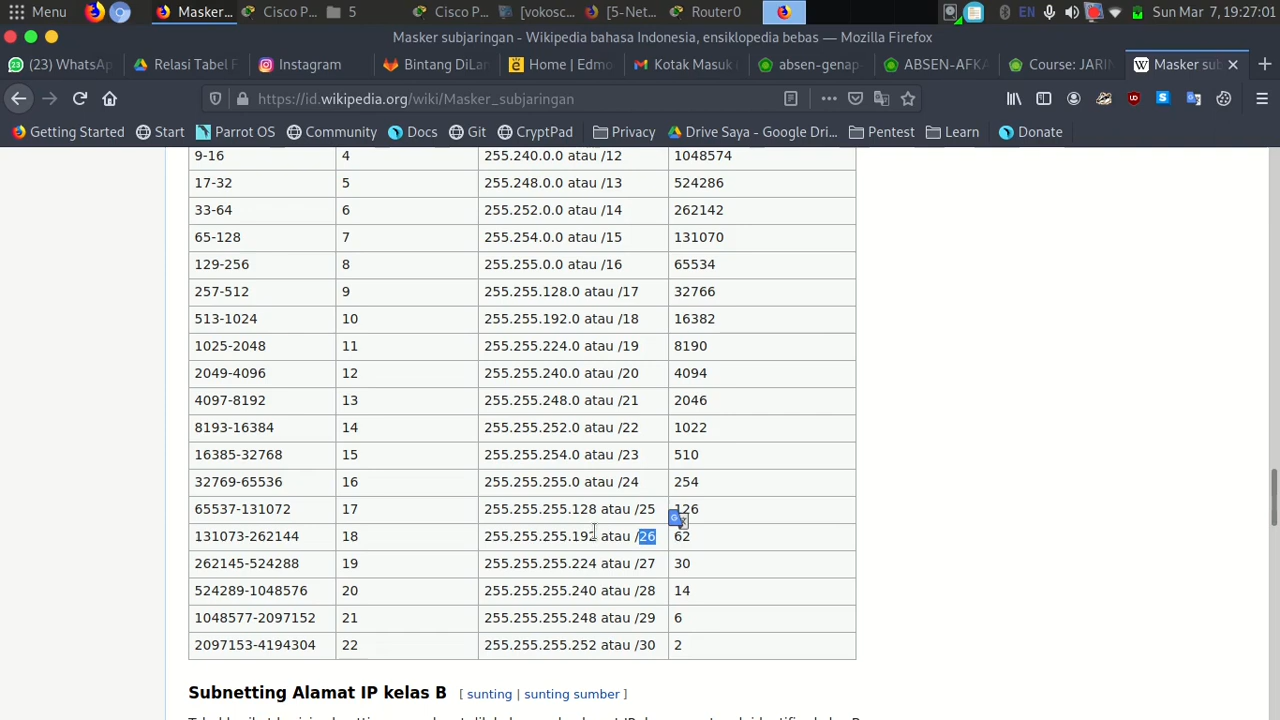 Menu
Masker...
Cisco P...
5
Cisco P...
[5-Net...
Router0
EN
Sun Mar 7, 19:27:01
Masker subjaringan - Wikipedia bahasa Indonesia, ensiklopedia bebas — Mozilla Firefox
(23) WhatsAp
Relasi Tabel F
Instagram
Bintang DiLan
Home | Edmo
Kotak Masuk
absen-genap-
ABSEN-AFKA
Course: JARIN
Masker sub
https://id.wikipedia.org/wiki/Masker_subjaringan
Getting Started
Start
Parrot OS
Community
Docs
Git
CryptPad
Privacy
Drive Saya - Google Dri...
Pentest
Learn
Donate
9-16 4 255.240.0.0 atau /12 1048574
17-32 5 255.248.0.0 atau /13 524286
33-64 6 255.252.0.0 atau /14 262142
65-128 7 255.254.0.0 atau /15 131070
129-256 8 255.255.0.0 atau /16 65534
257-512 9 255.255.128.0 atau /17 32766
513-1024 10 255.255.192.0 atau /18 16382
1025-2048 11 255.255.224.0 atau /19 8190
2049-4096 12 255.255.240.0 atau /20 4094
4097-8192 13 255.255.248.0 atau /21 2046
8193-16384 14 255.255.252.0 atau /22 1022
16385-32768 15 255.255.254.0 atau /23 510
32769-65536 16 255.255.255.0 atau /24 254
65537-131072 17 255.255.255.128 atau /25 126
131073-262144 18 255.255.255.192 atau /26 62
262145-524288 19 255.255.255.224 atau /27 30
524289-1048576 20 255.255.255.240 atau /28 14
1048577-2097152 21 255.255.255.248 atau /29 6
2097153-4194304 22 255.255.255.252 atau /30 2
Subnetting Alamat IP kelas B [ sunting | sunting sumber ]